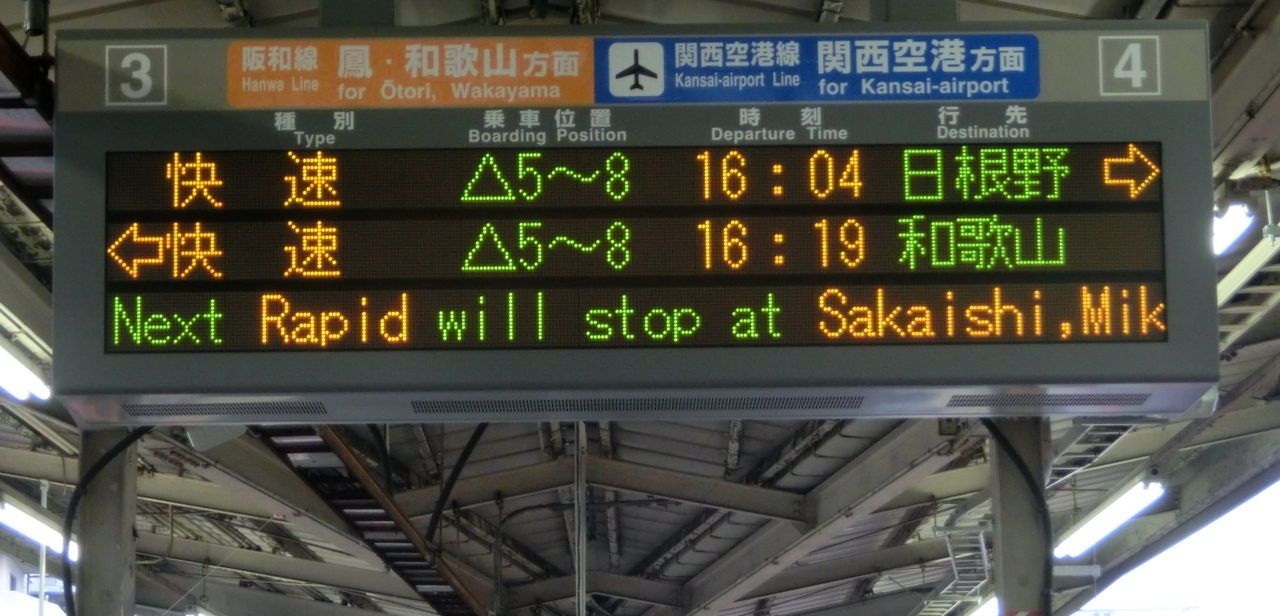 3 阪和線 鳳・和歌山方面 関西空港線 関西空港方面 4
Hanwa Line for Ōtori, Wakayama Kansai-airport Line for Kansai-airport
種別 乗車位置 時刻 行先
Type Boarding Position Departure Time Destination
快速 △5～8 16:04 日根野 ⇨
⇦快速 △5～8 16:19 和歌山
Next Rapid will stop at Sakaishi,Mik